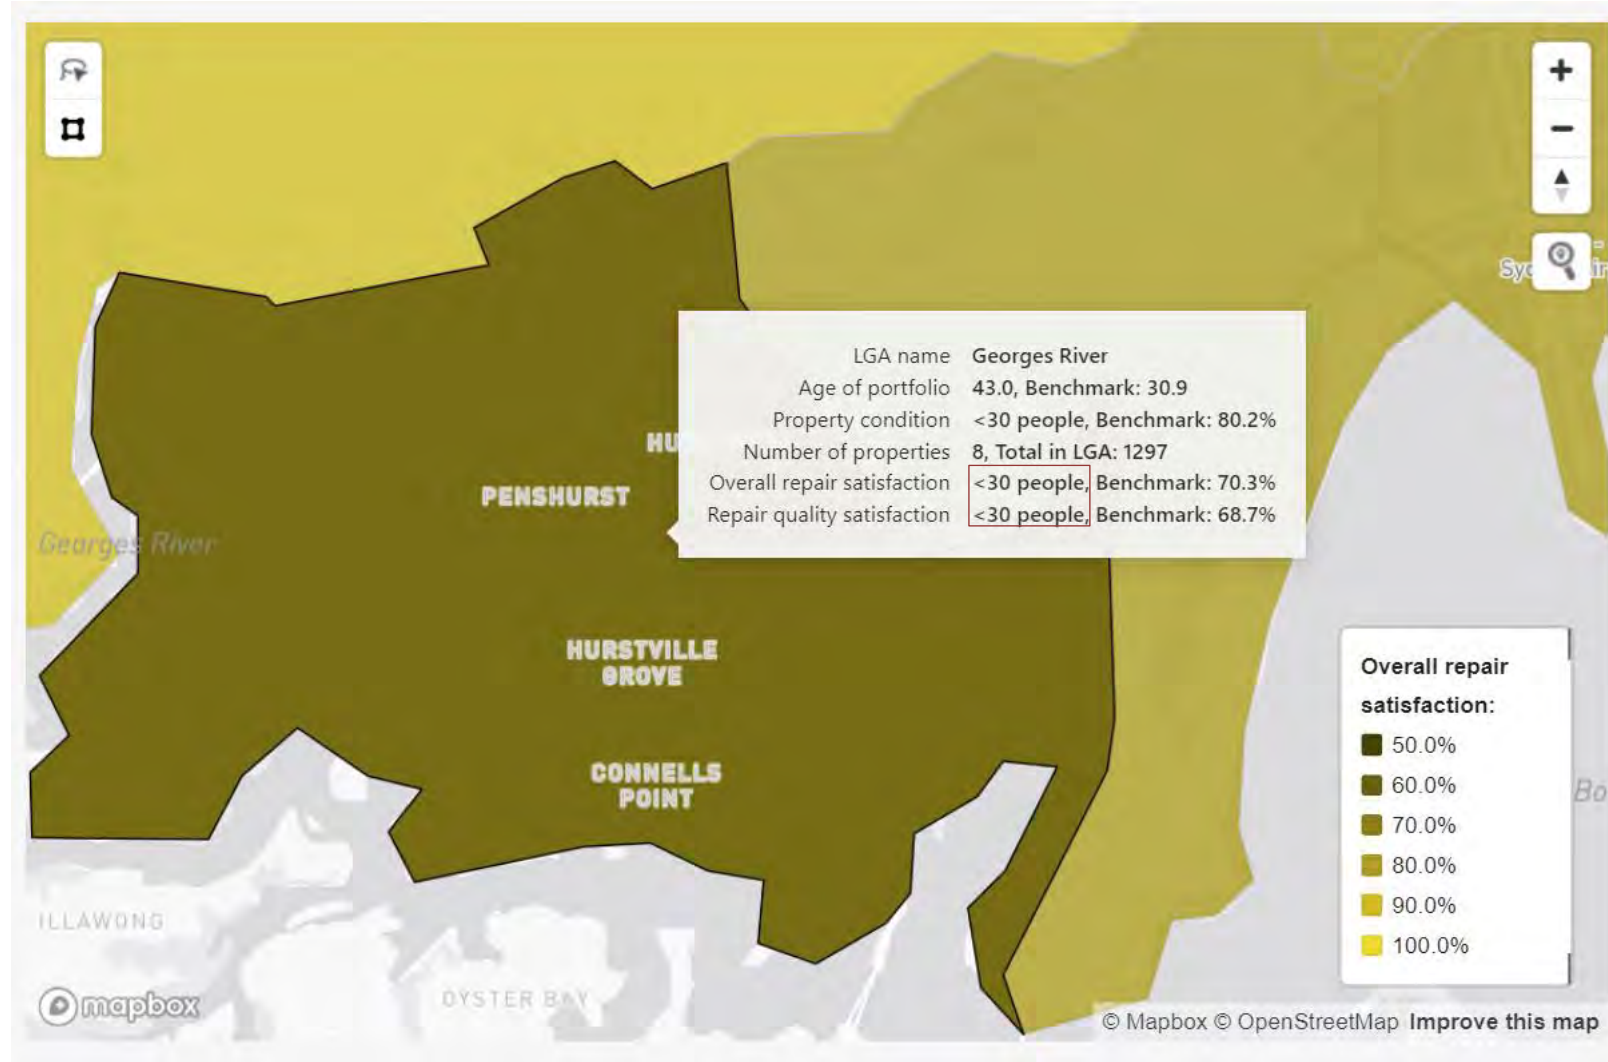 LGA name Georges River
Age of portfolio 43.0, Benchmark: 30.9
Property condition <30 people, Benchmark: 80.2%
Number of properties 8, Total in LGA: 1297
Overall repair satisfaction <30 people, Benchmark: 70.3%
Repair quality satisfaction <30 people, Benchmark: 68.7%
PENSHURST
Georges River
HURSTVILLE
GROVE
CONNELLS
POINT
Overall repair
satisfaction:
50.0%
60.0%
70.0%
80.0%
90.0%
100.0%
ILLAWONG
OYSTER BAY
mapbox
© Mapbox © OpenStreetMap Improve this map